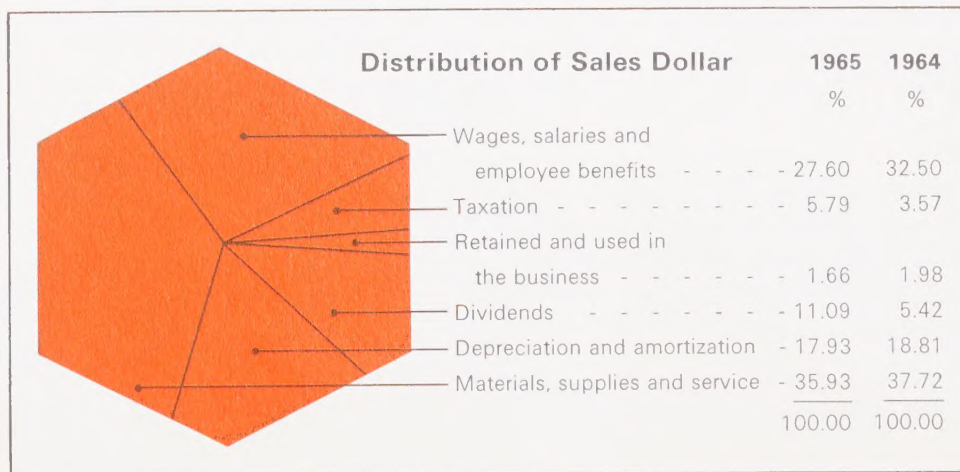 Distribution of Sales Dollar 1965 1964
% %
Wages, salaries and
employee benefits - - - - 27.60 32.50
Taxation - - - - - - - - 5.79 3.57
Retained and used in
the business - - - - - - 1.66 1.98
Dividends - - - - - - - 11.09 5.42
Depreciation and amortization - 17.93 18.81
Materials, supplies and service - 35.93 37.72
100.00 100.00